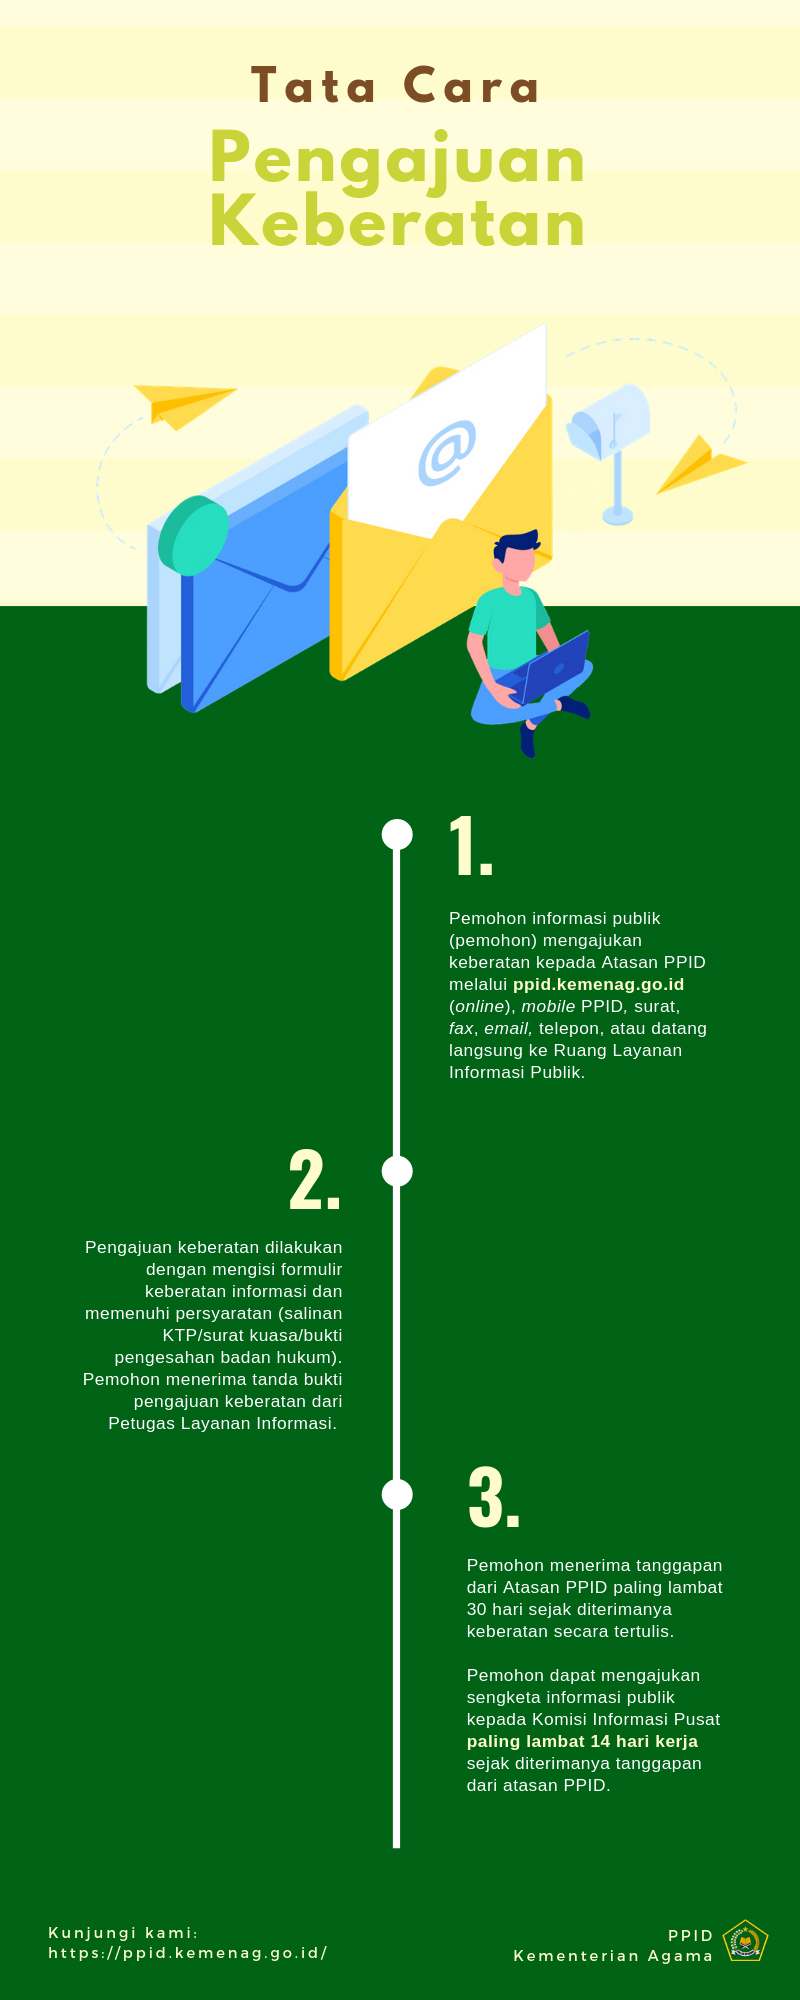 Tata Cara
Pengajuan
Keberatan
@
1.
Pemohon informasi publik
(pemohon) mengajukan
keberatan kepada Atasan PPID
melalui ppid.kemenag.go.id
(online), mobile PPID, surat,
fax, email, telepon, atau datang
langsung ke Ruang Layanan
Informasi Publik.
2.
Pengajuan keberatan dilakukan
dengan mengisi formulir
keberatan informasi dan
memenuhi persyaratan (salinan
KTP/surat kuasa/bukti
pengesahan badan hukum).
Pemohon menerima tanda bukti
pengajuan keberatan dari
Petugas Layanan Informasi.
3.
Pemohon menerima tanggapan
dari Atasan PPID paling lambat
30 hari sejak diterimanya
keberatan secara tertulis.
Pemohon dapat mengajukan
sengketa informasi publik
kepada Komisi Informasi Pusat
paling lambat 14 hari kerja
sejak diterimanya tanggapan
dari atasan PPID.
Kunjungi kami:
https://ppid.kemenag.go.id/
PPID
Kementerian Agama